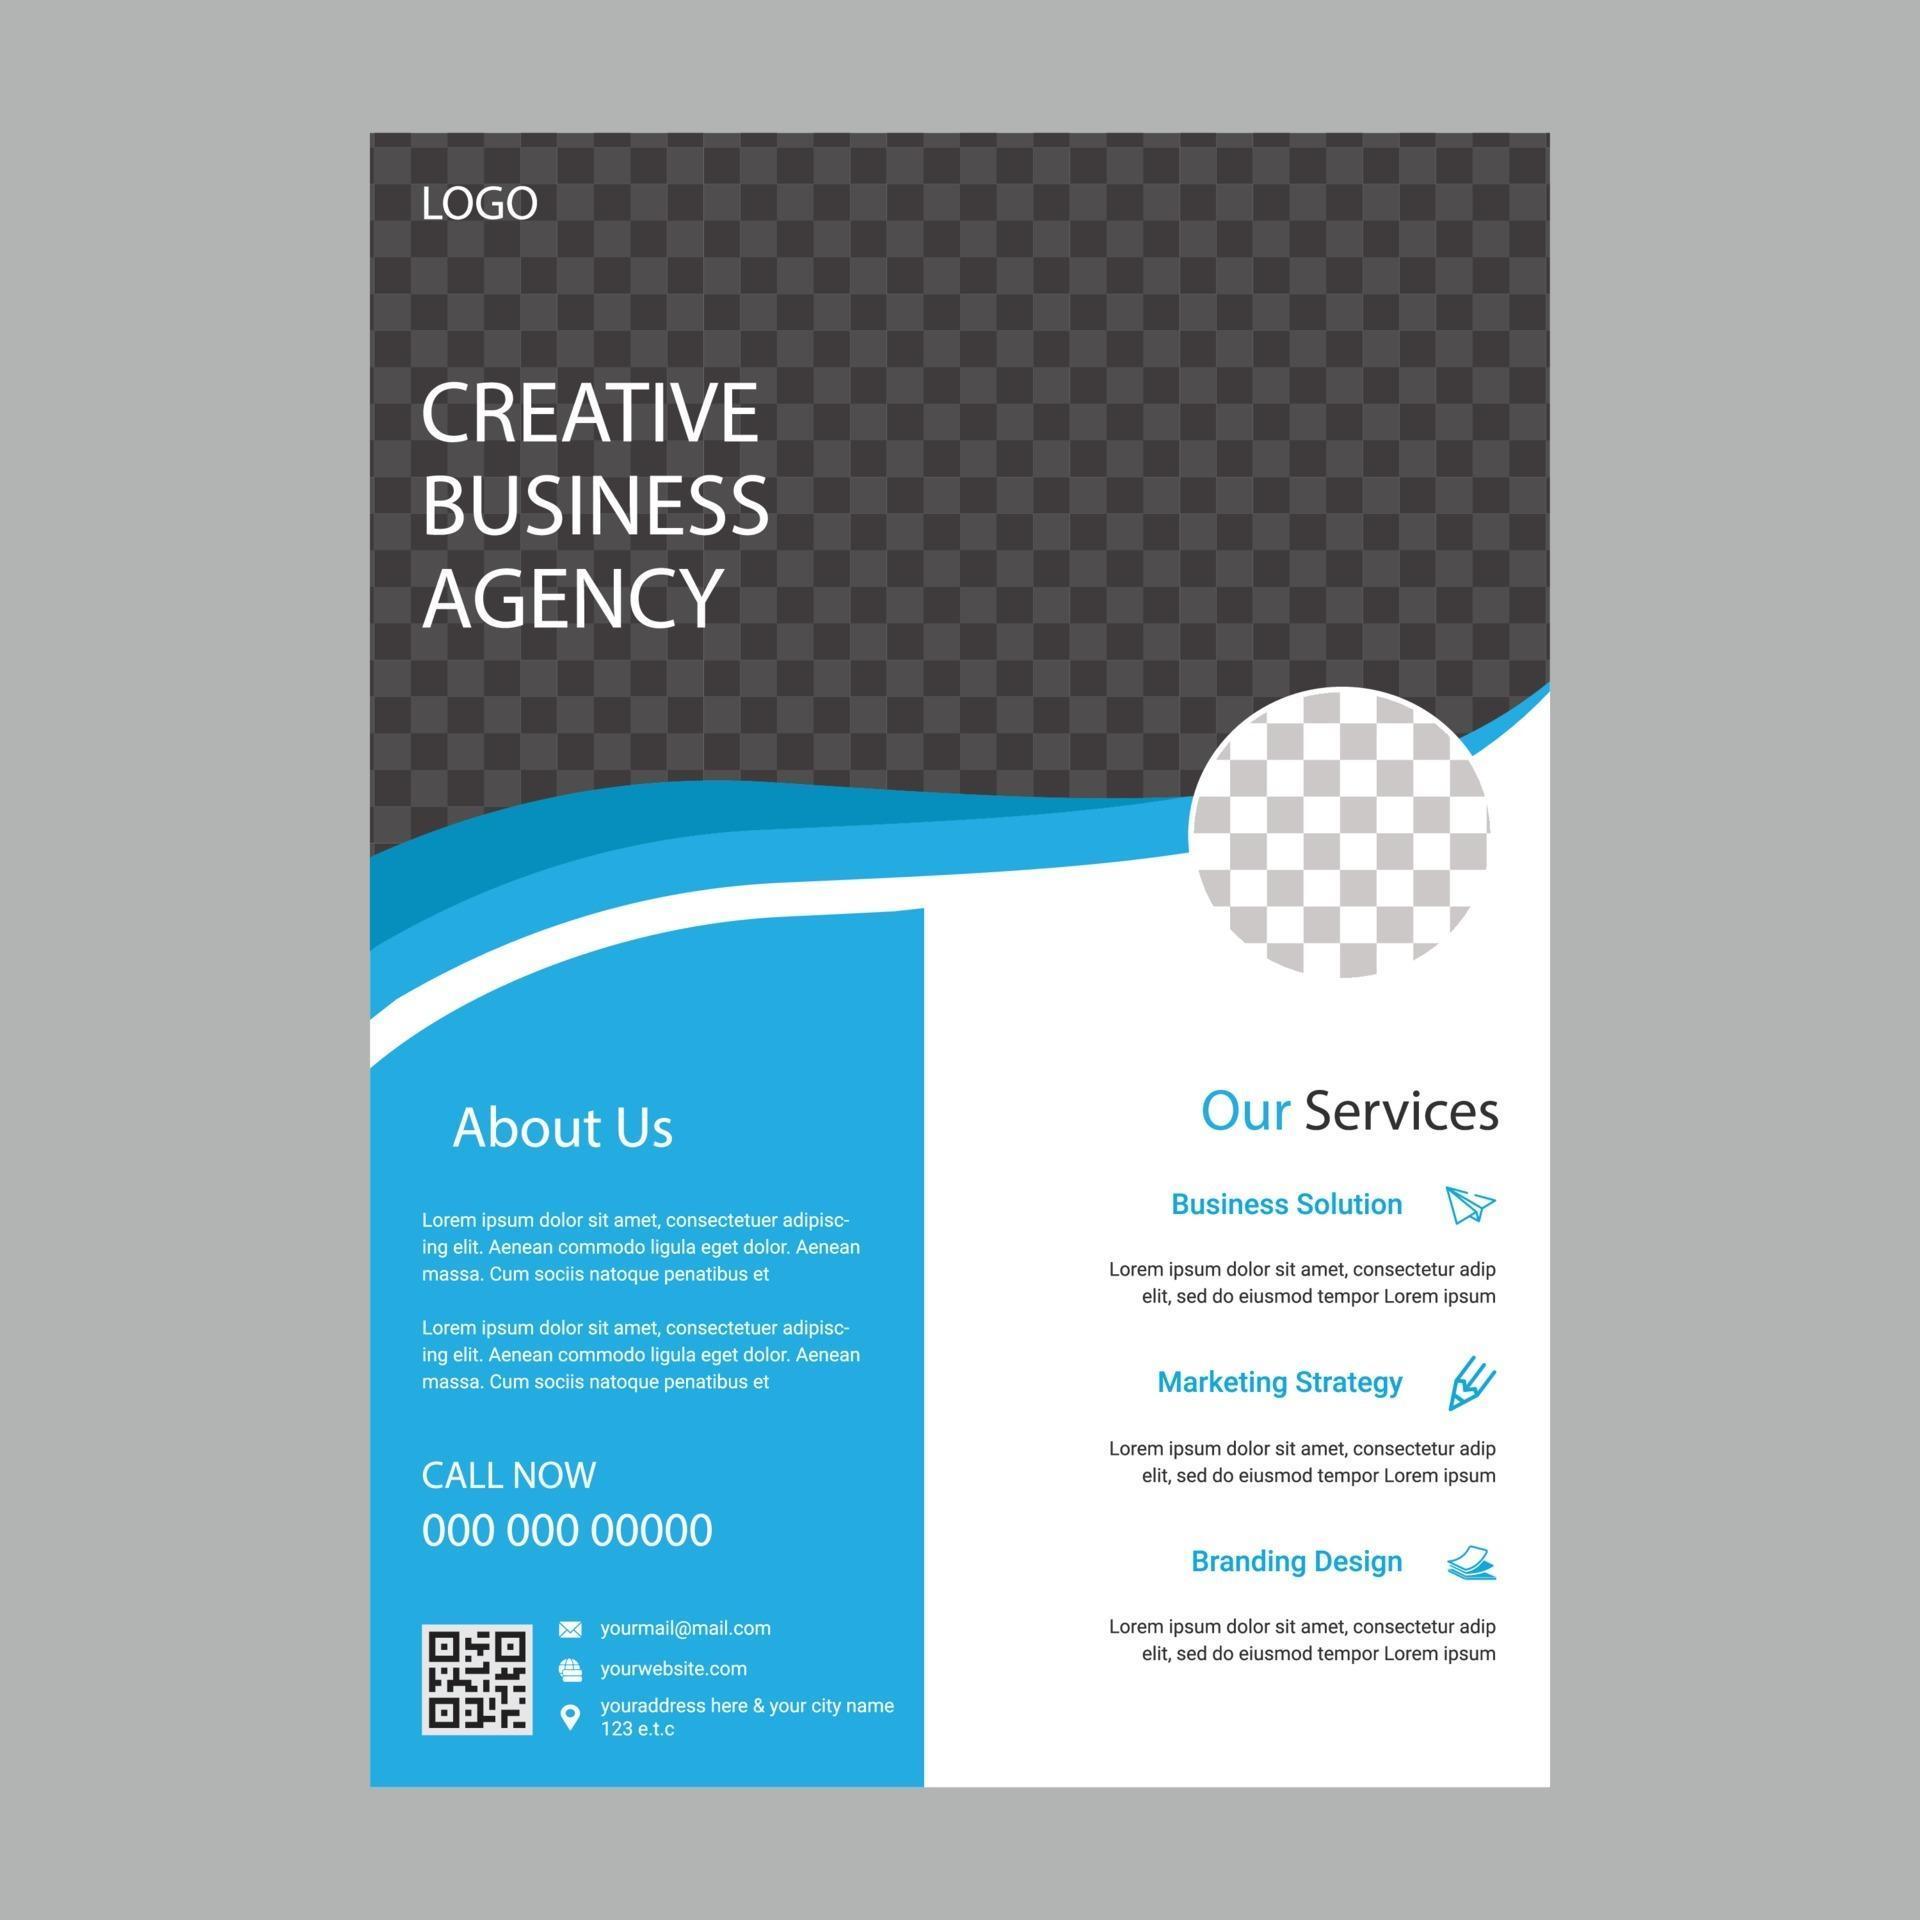 LOGO
CREATIVE
BUSINESS
AGENCY
About Us
Lorem ipsum dolor sit amet, consectetuer adipisc-
ing elit. Aenean commodo ligula eget dolor. Aenean
massa. Cum sociis natoque penatibus et
Lorem ipsum dolor sit amet, consectetuer adipisc-
ing elit. Aenean commodo ligula eget dolor. Aenean
massa. Cum sociis natoque penatibus et
CALL NOW
000 000 00000
yourmail@mail.com
yourwebsite.com
youraddress here & your city name
123 e.t.c
Our Services
Business Solution
Lorem ipsum dolor sit amet, consectetur adip
elit, sed do eiusmod tempor Lorem ipsum
Marketing Strategy
Lorem ipsum dolor sit amet, consectetur adip
elit, sed do eiusmod tempor Lorem ipsum
Branding Design
Lorem ipsum dolor sit amet, consectetur adip
elit, sed do eiusmod tempor Lorem ipsum